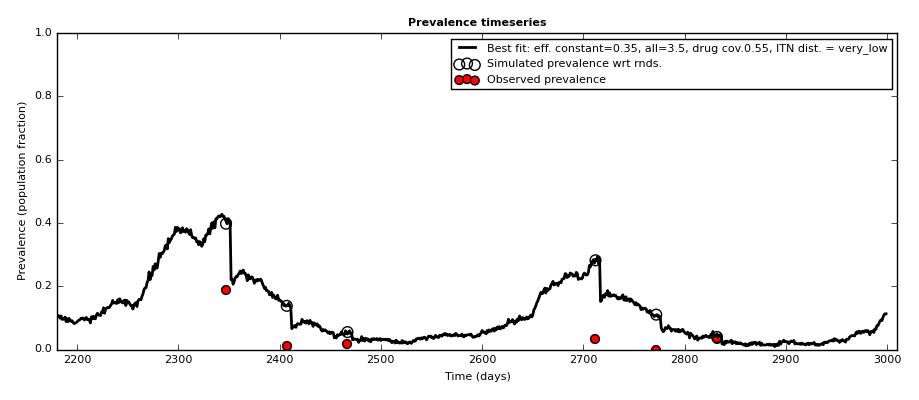 Prevalence timeseries
Best fit: eff. constant=0.35, all=3.5, drug cov.0.55, ITN dist. = very_low
Simulated prevalence wrt rnds.
Observed prevalence
Prevalence (population fraction)
1.0
0.8
0.6
0.4
0.2
0.0
2200 2300 2400 2500 2600 2700 2800 2900 3000
Time (days)